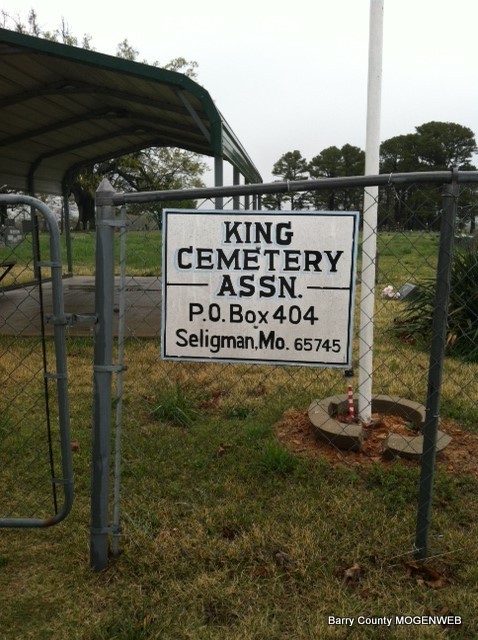 KING
CEMETERY
ASSN.
P.O. Box 404
Seligman, Mo. 65745
Barry County MOGENWEB